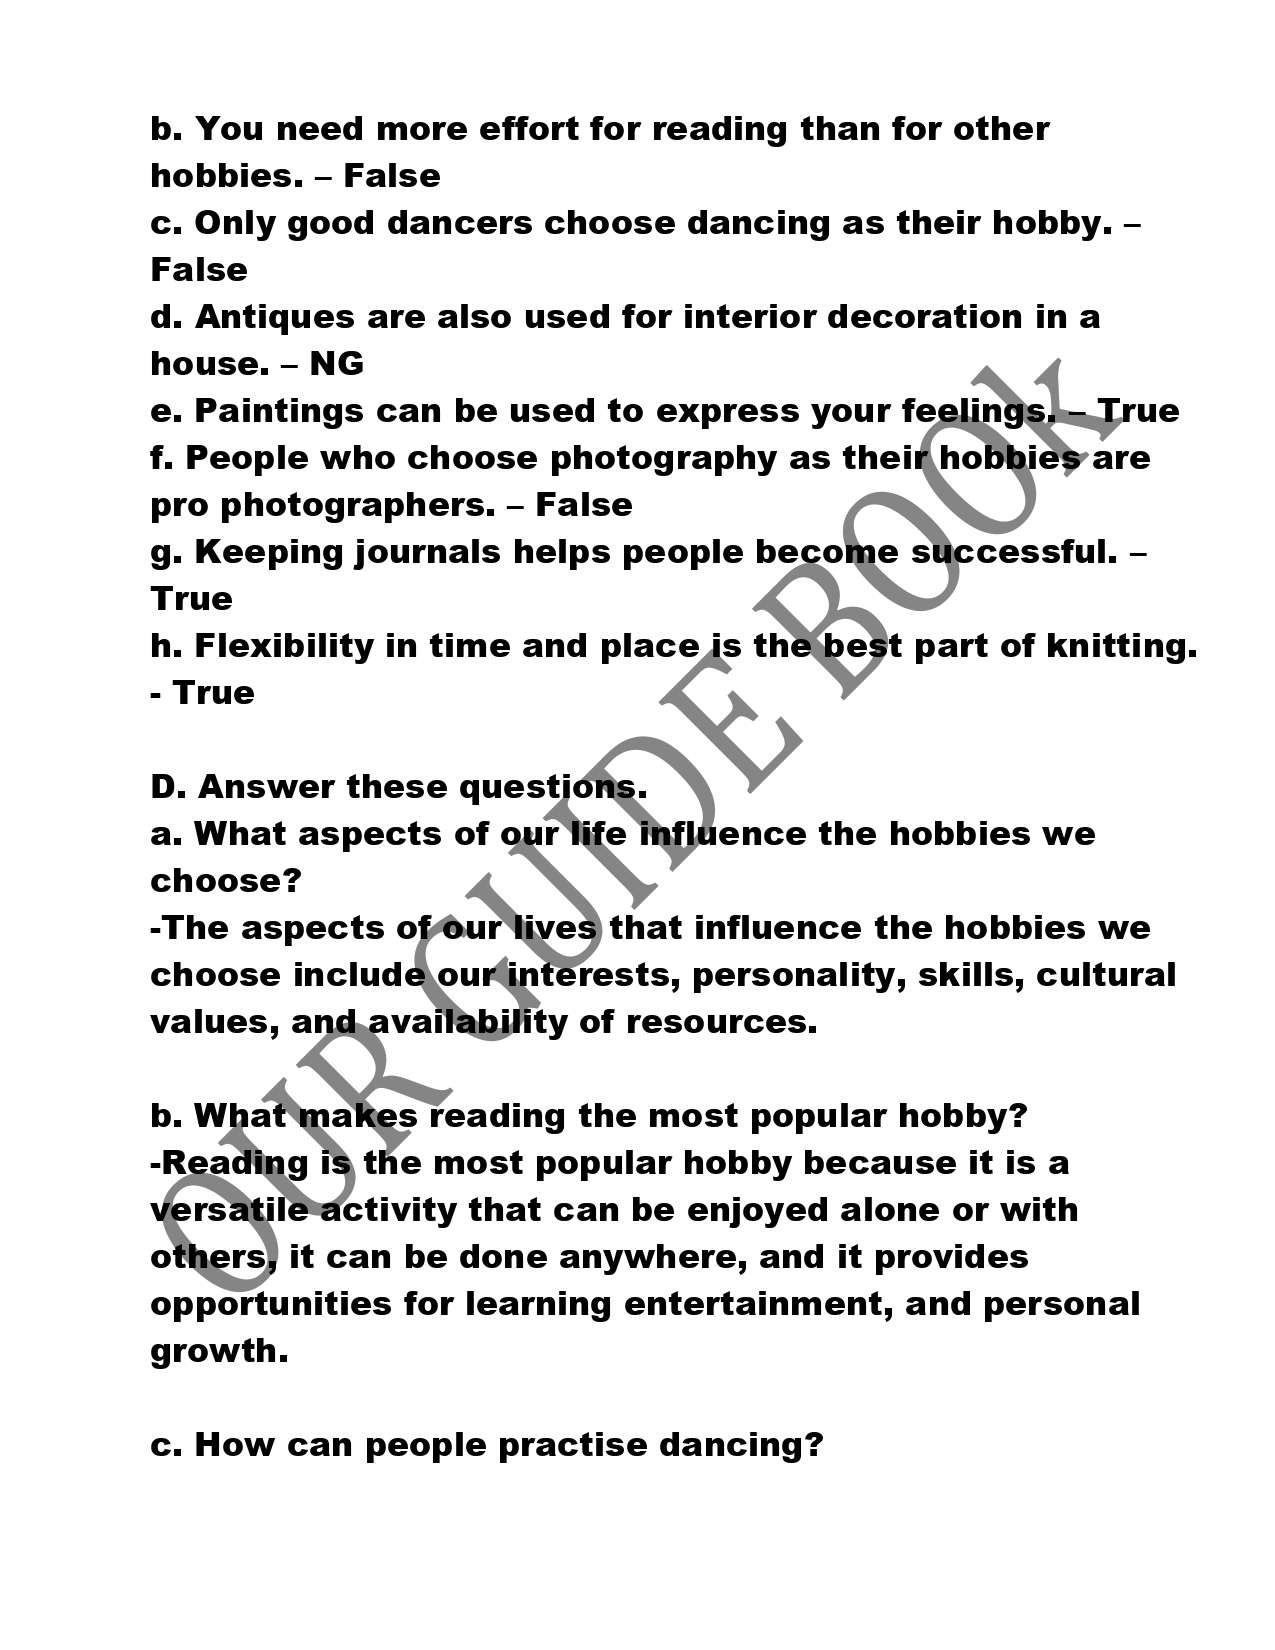 b. You need more effort for reading than for other
hobbies. – False
c. Only good dancers choose dancing as their hobby. –
False
d. Antiques are also used for interior decoration in a
house. – NG
e. Paintings can be used to express your feelings. – True
f. People who choose photography as their hobbies are
pro photographers. – False
g. Keeping journals helps people become successful. –
True
h. Flexibility in time and place is the best part of knitting.
- True
D. Answer these questions.
a. What aspects of our life influence the hobbies we
choose?
-The aspects of our lives that influence the hobbies we
choose include our interests, personality, skills, cultural
values, and availability of resources.
b. What makes reading the most popular hobby?
-Reading is the most popular hobby because it is a
versatile activity that can be enjoyed alone or with
others, it can be done anywhere, and it provides
opportunities for learning entertainment, and personal
growth.
c. How can people practise dancing?
OUR GUIDE BOOk